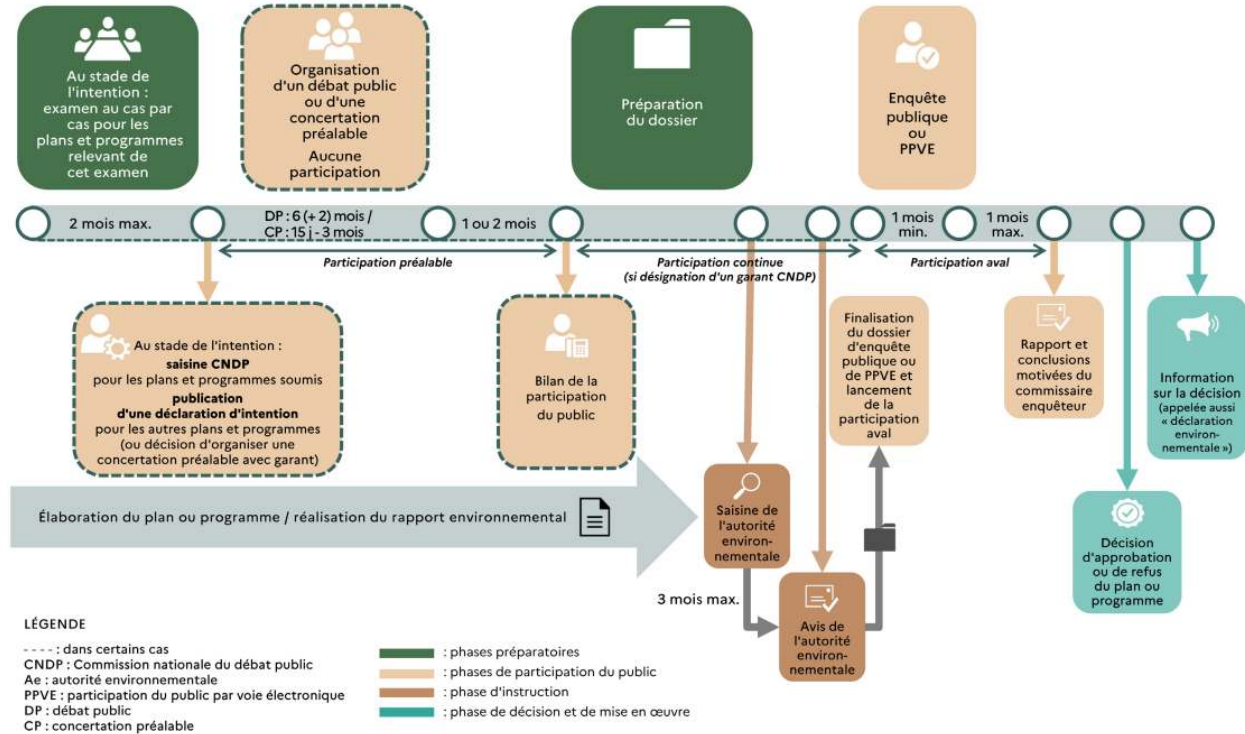 Au stade de
l'intention :
examen au cas par
cas pour les
plans et programmes
relevant de
cet examen
Organisation
d'un débat public
ou d'une
concertation
préalable
Aucune
participation
Préparation
du dossier
Enquête
publique
ou
PPVE
2 mois max.
DP : 6 (+ 2) mois /
CP : 15 j - 3 mois
1 ou 2 mois
1 mois
min.
1 mois
max.
Participation préalable
Participation continue
(si désignation d'un garant CNDP)
Participation aval
Au stade de l'intention :
saisine CNDP
pour les plans et programmes soumis
publication
d'une déclaration d'intention
pour les autres plans et programmes
(ou décision d'organiser une
concertation préalable avec garant)
Bilan de la
participation
du public
Finalisation
du dossier
d'enquête
publique ou
de PPVE et
lancement
de la
participation
aval
Rapport et
conclusions
motivées du
commissaire
enquêteur
Information
sur la décision
(appelée aussi
« déclaration
environ-
nementale »)
Élaboration du plan ou programme / réalisation du rapport environnemental
Saisine de
l'autorité
environ-
nementale
3 mois max.
Avis de
l'autorité
environ-
nementale
Décision
d'approbation
ou de refus
du plan ou
programme
LÉGENDE
---- : dans certains cas
CNDP : Commission nationale du débat public
Ae : autorité environnementale
PPVE : participation du public par voie électronique
DP : débat public
CP : concertation préalable
: phases préparatoires
: phases de participation du public
: phase d'instruction
: phase de décision et de mise en œuvre